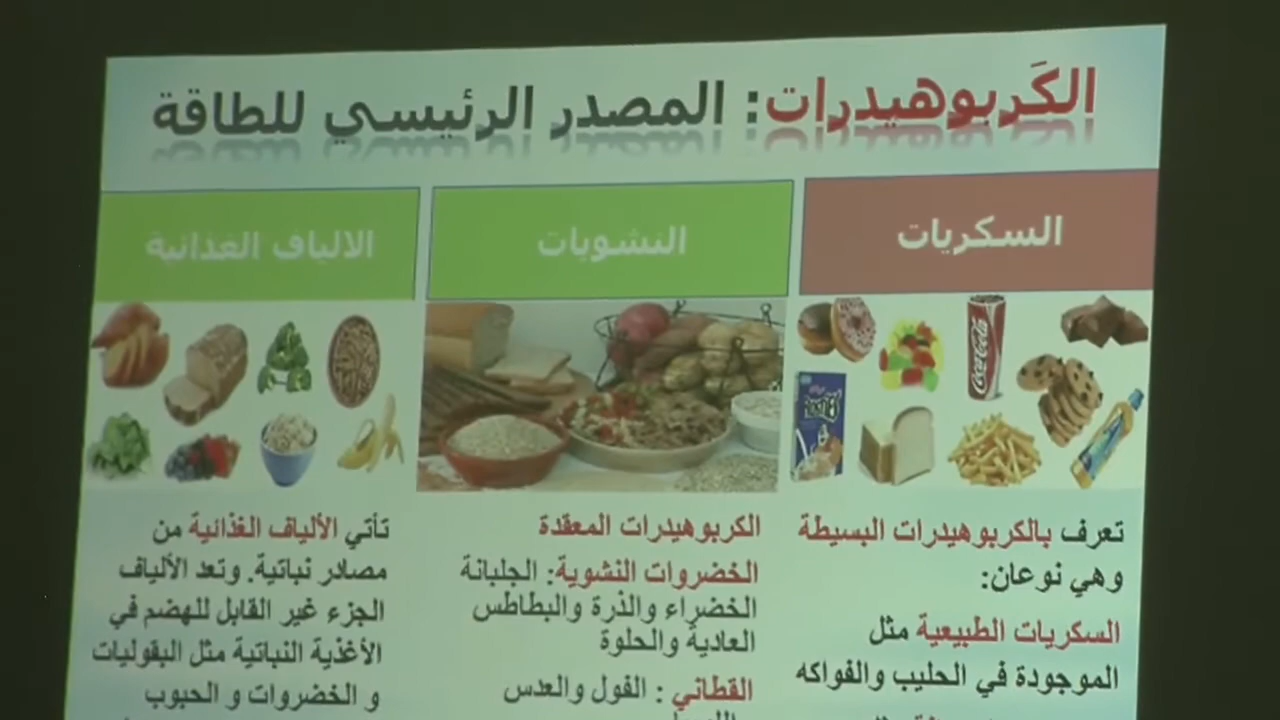 الكَربوهيدرات: المصدر الرئيسي للطاقة
السكريات
النشويات
الالياف الغذائية
Coca-Cola
تعرف بالكربوهيدرات البسيطة
وهي نوعان:
السكريات الطبيعية مثل
الموجودة في الحليب والفواكه
الكربوهيدرات المعقدة
الخضروات النشوية: الجلبانة
الخضراء والذرة والبطاطس
العادية والحلوة
القطاني : الفول والعدس
تأتي الألياف الغذائية من
مصادر نباتية. وتعد الألياف
الجزء غير القابل للهضم في
الأغذية النباتية مثل البقوليات
و الخضروات و الحبوب